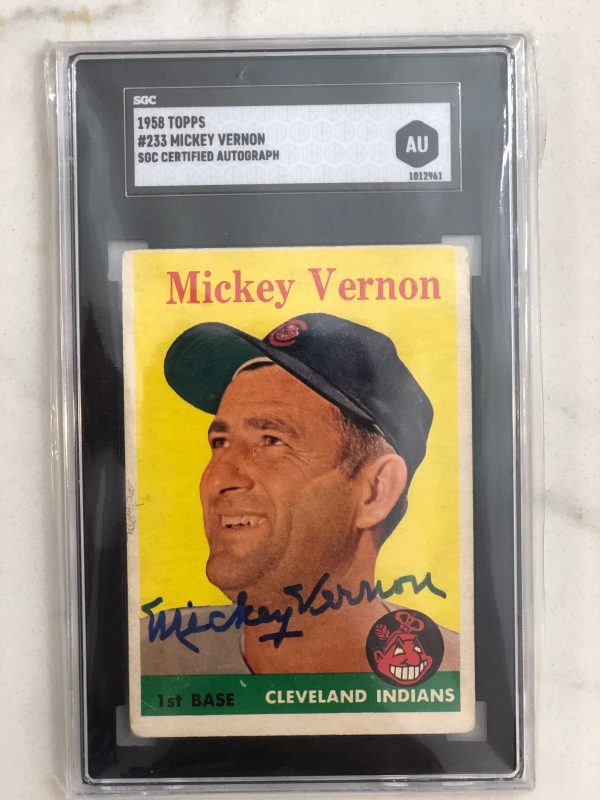 SGC
1958 TOPPS
#233 MICKEY VERNON
SGC CERTIFIED AUTOGRAPH
AU
1012961
Mickey Vernon
C
Mickey Vernon
1st BASE CLEVELAND INDIANS